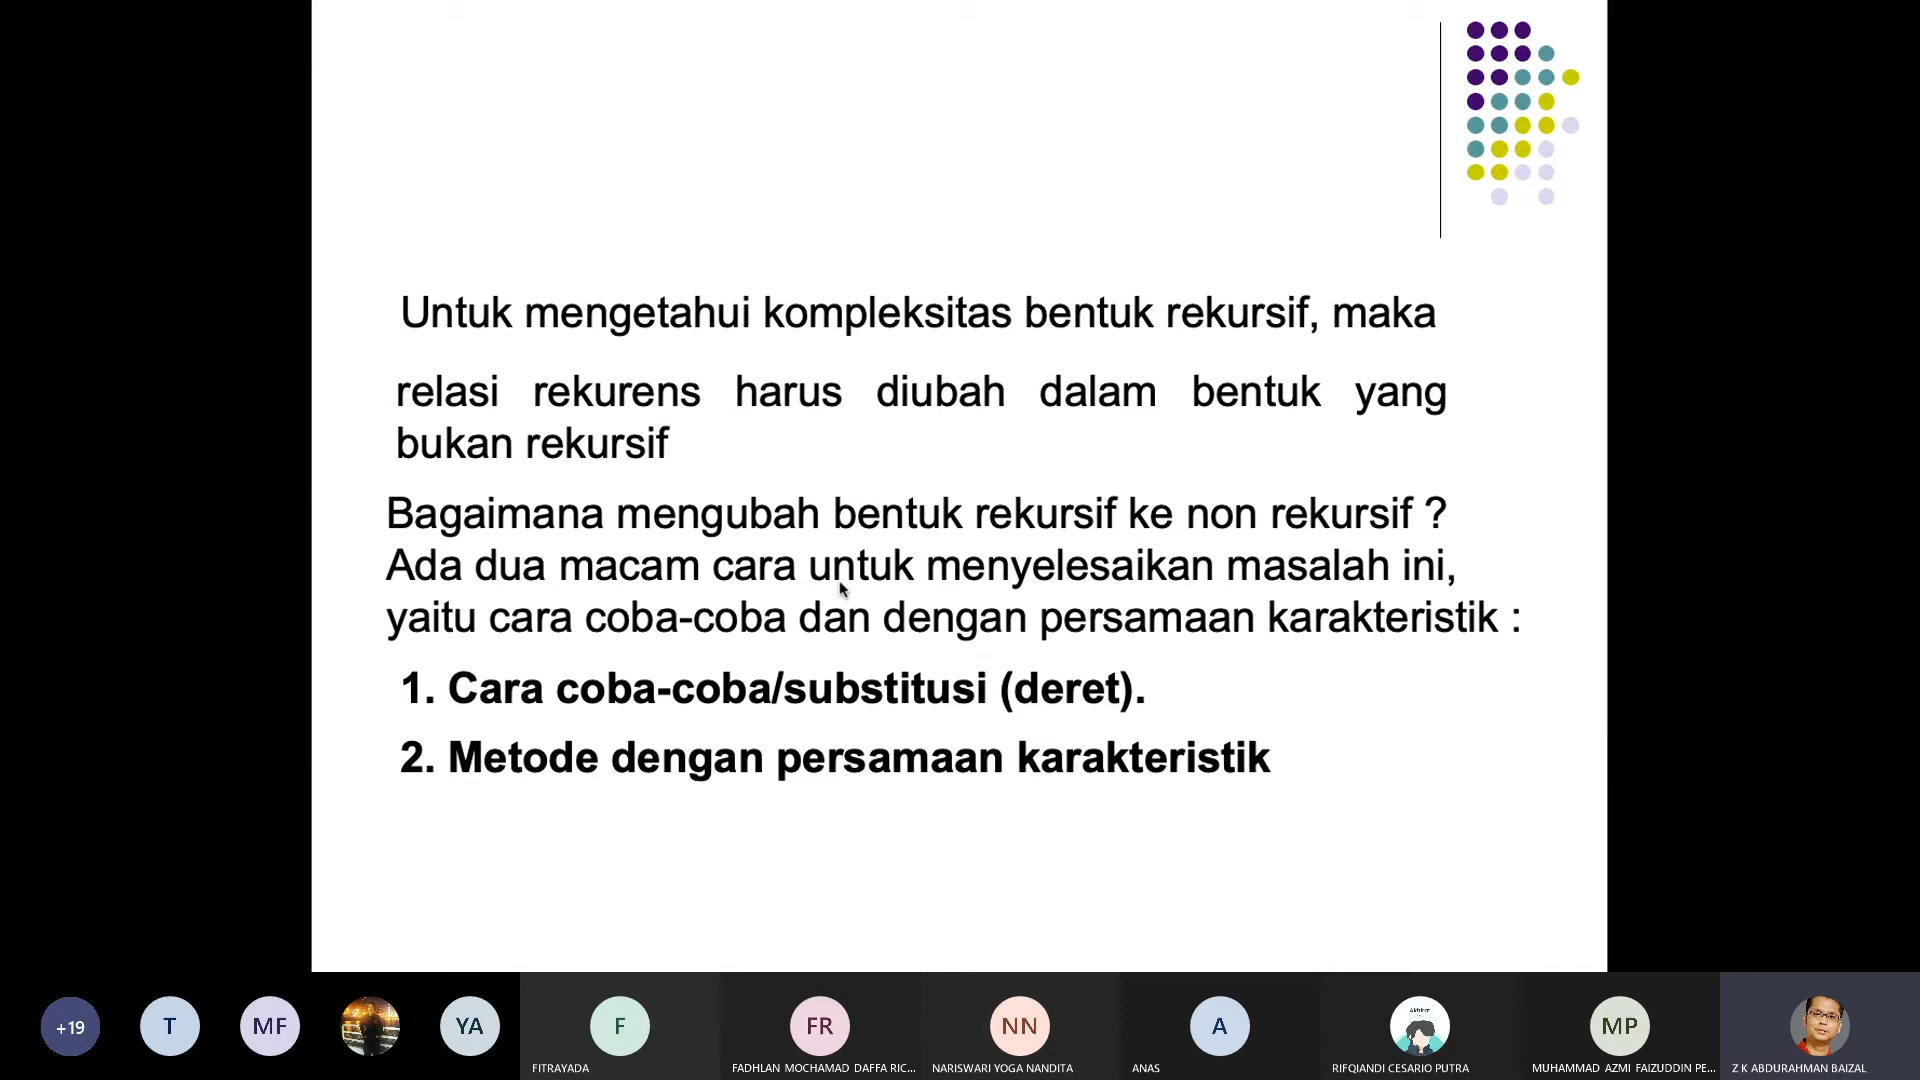 Untuk mengetahui kompleksitas bentuk rekursif, maka
relasi rekurens harus diubah dalam bentuk yang
bukan rekursif
Bagaimana mengubah bentuk rekursif ke non rekursif ?
Ada dua macam cara untuk menyelesaikan masalah ini,
yaitu cara coba-coba dan dengan persamaan karakteristik :
1. Cara coba-coba/substitusi (deret).
2. Metode dengan persamaan karakteristik
+19
T
MF
YA
F
FR
NN
A
MP
FITRAYADA
FADHLAN MOCHAMAD DAFFA RIC...
NARISWARI YOGA NANDITA
ANAS
RIFQIANDI CESARIO PUTRA
MUHAMMAD AZMI FAIZUDDIN PE...
Z K ABDURAHMAN BAIZAL